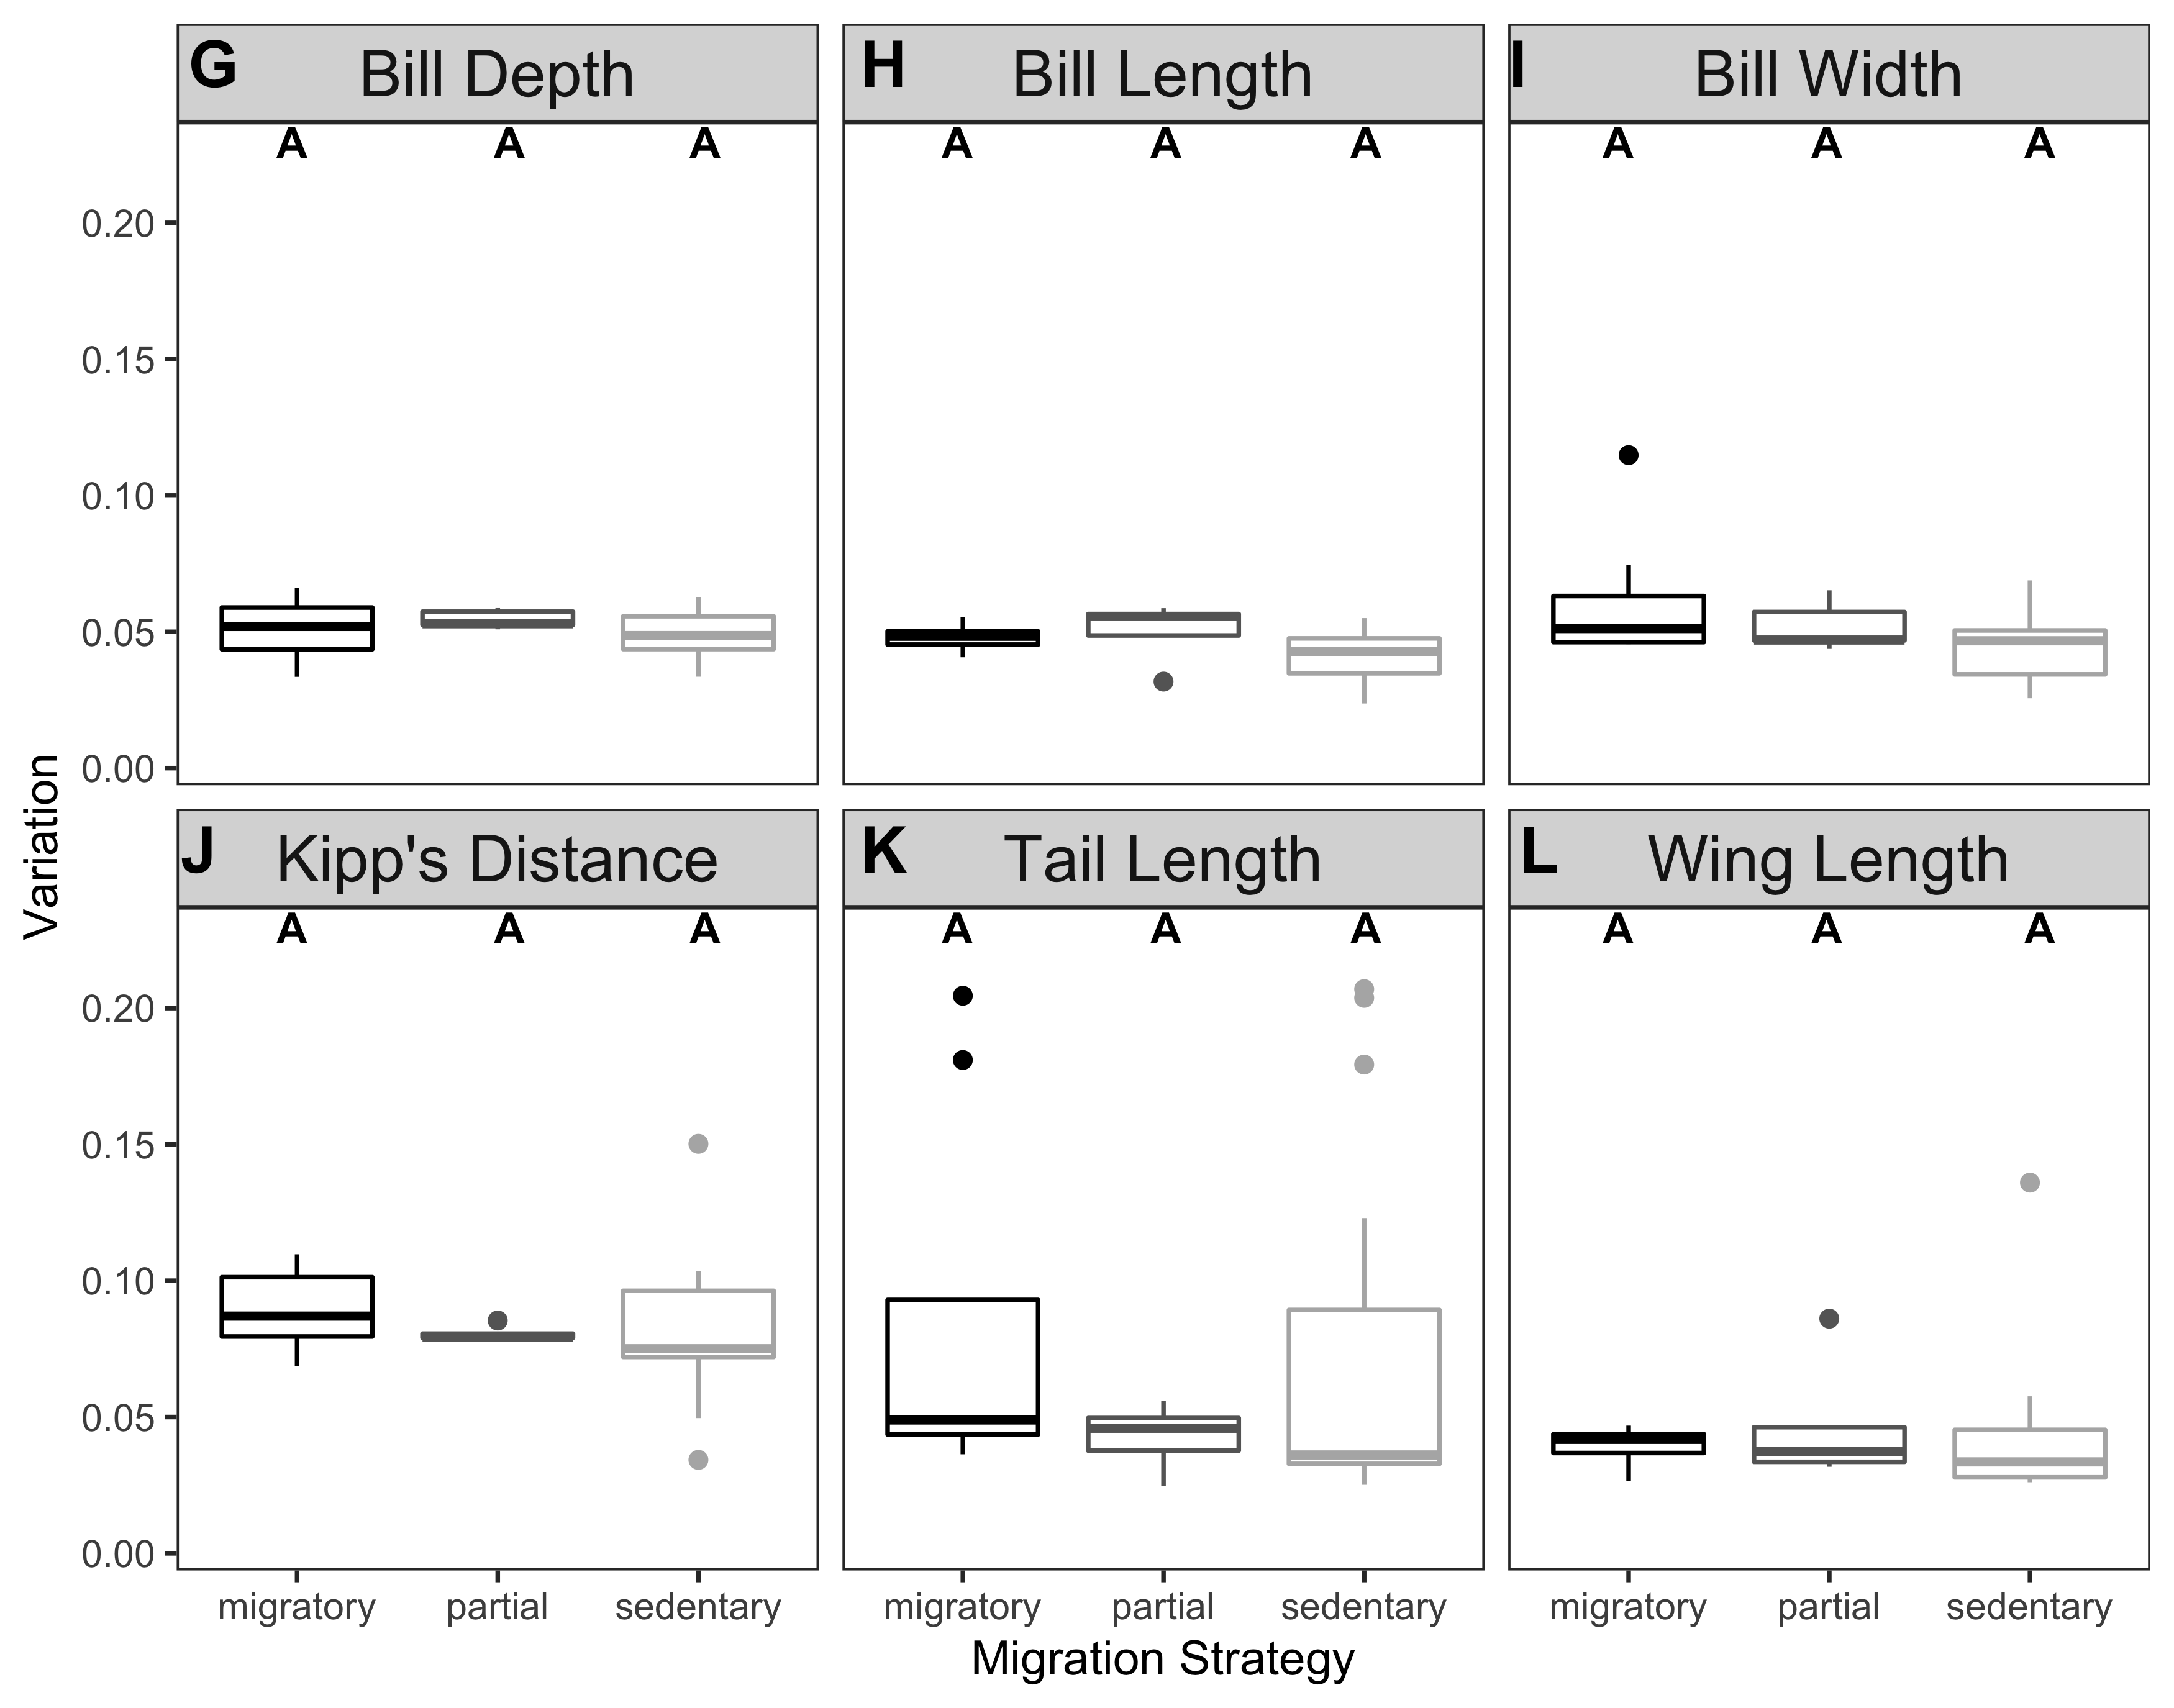 G Bill Depth
H Bill Length
I Bill Width
A A A
A A A
A A A
0.20
0.15
0.10
0.05
0.00
Variation
J Kipp's Distance
K Tail Length
L Wing Length
A A A
A A A
A A A
0.20
0.15
0.10
0.05
0.00
migratory partial sedentary
migratory partial sedentary
migratory partial sedentary
Migration Strategy